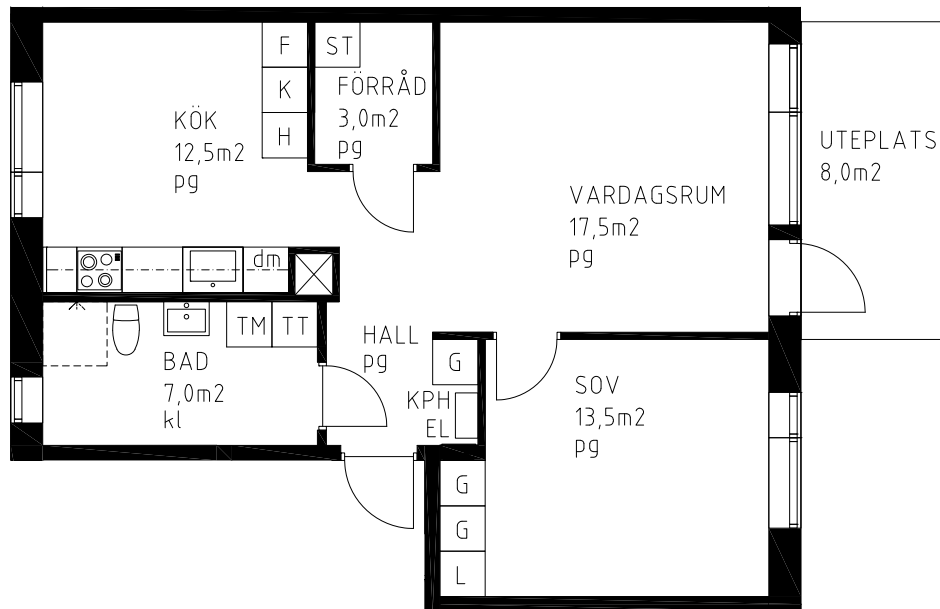 F
K
H
KÖK
12,5m2
pg
ST
FÖRRÅD
3,0m2
pg
VARDAGSRUM
17,5m2
pg
UTEPLATS
8,0m2
dm
TM
TT
BAD
7,0m2
kl
HALL
pg
G
KPH
EL
SOV
13,5m2
pg
G
G
L